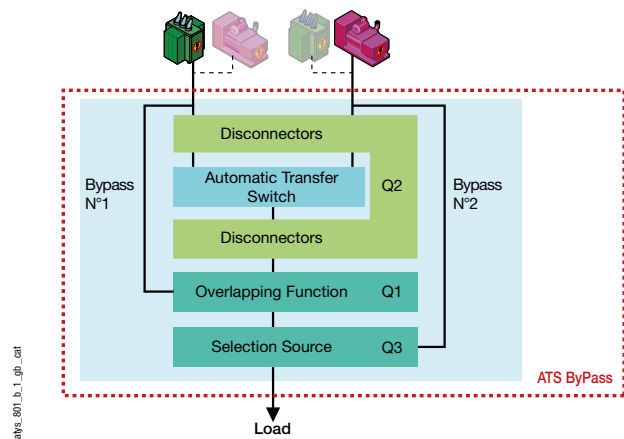 Disconnectors
Bypass
N°1
Automatic Transfer
Switch
Q2
Bypass
N°2
Disconnectors
Overlapping Function
Q1
Selection Source
Q3
ATS ByPass
Load
atys_801_b_1_gb_cat